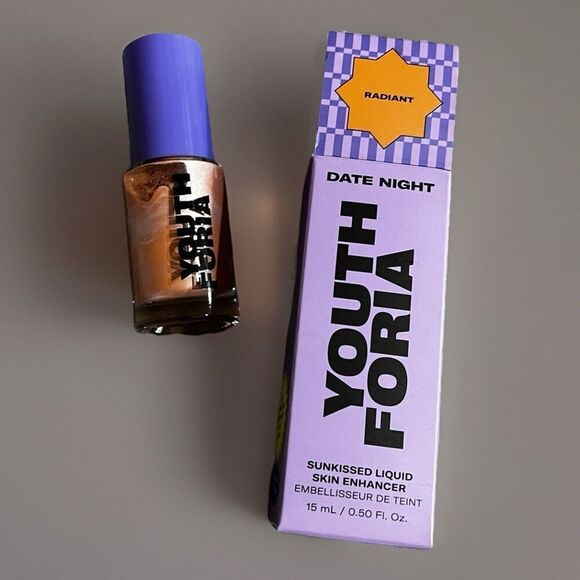 YOUTH
FORIA
RADIANT
DATE NIGHT
YOUTH
FORIA
SUNKISSED LIQUID
SKIN ENHANCER
EMBELLISSEUR DE TEINT
15 mL / 0.50 Fl. Oz.